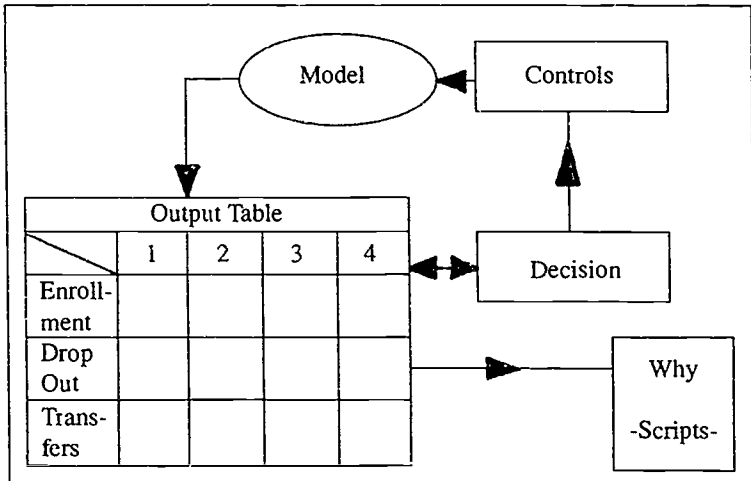 Model
Controls
Output Table
1 2 3 4
Decision
Enroll-
ment
Drop
Out
Why
-Scripts-
Trans-
fers